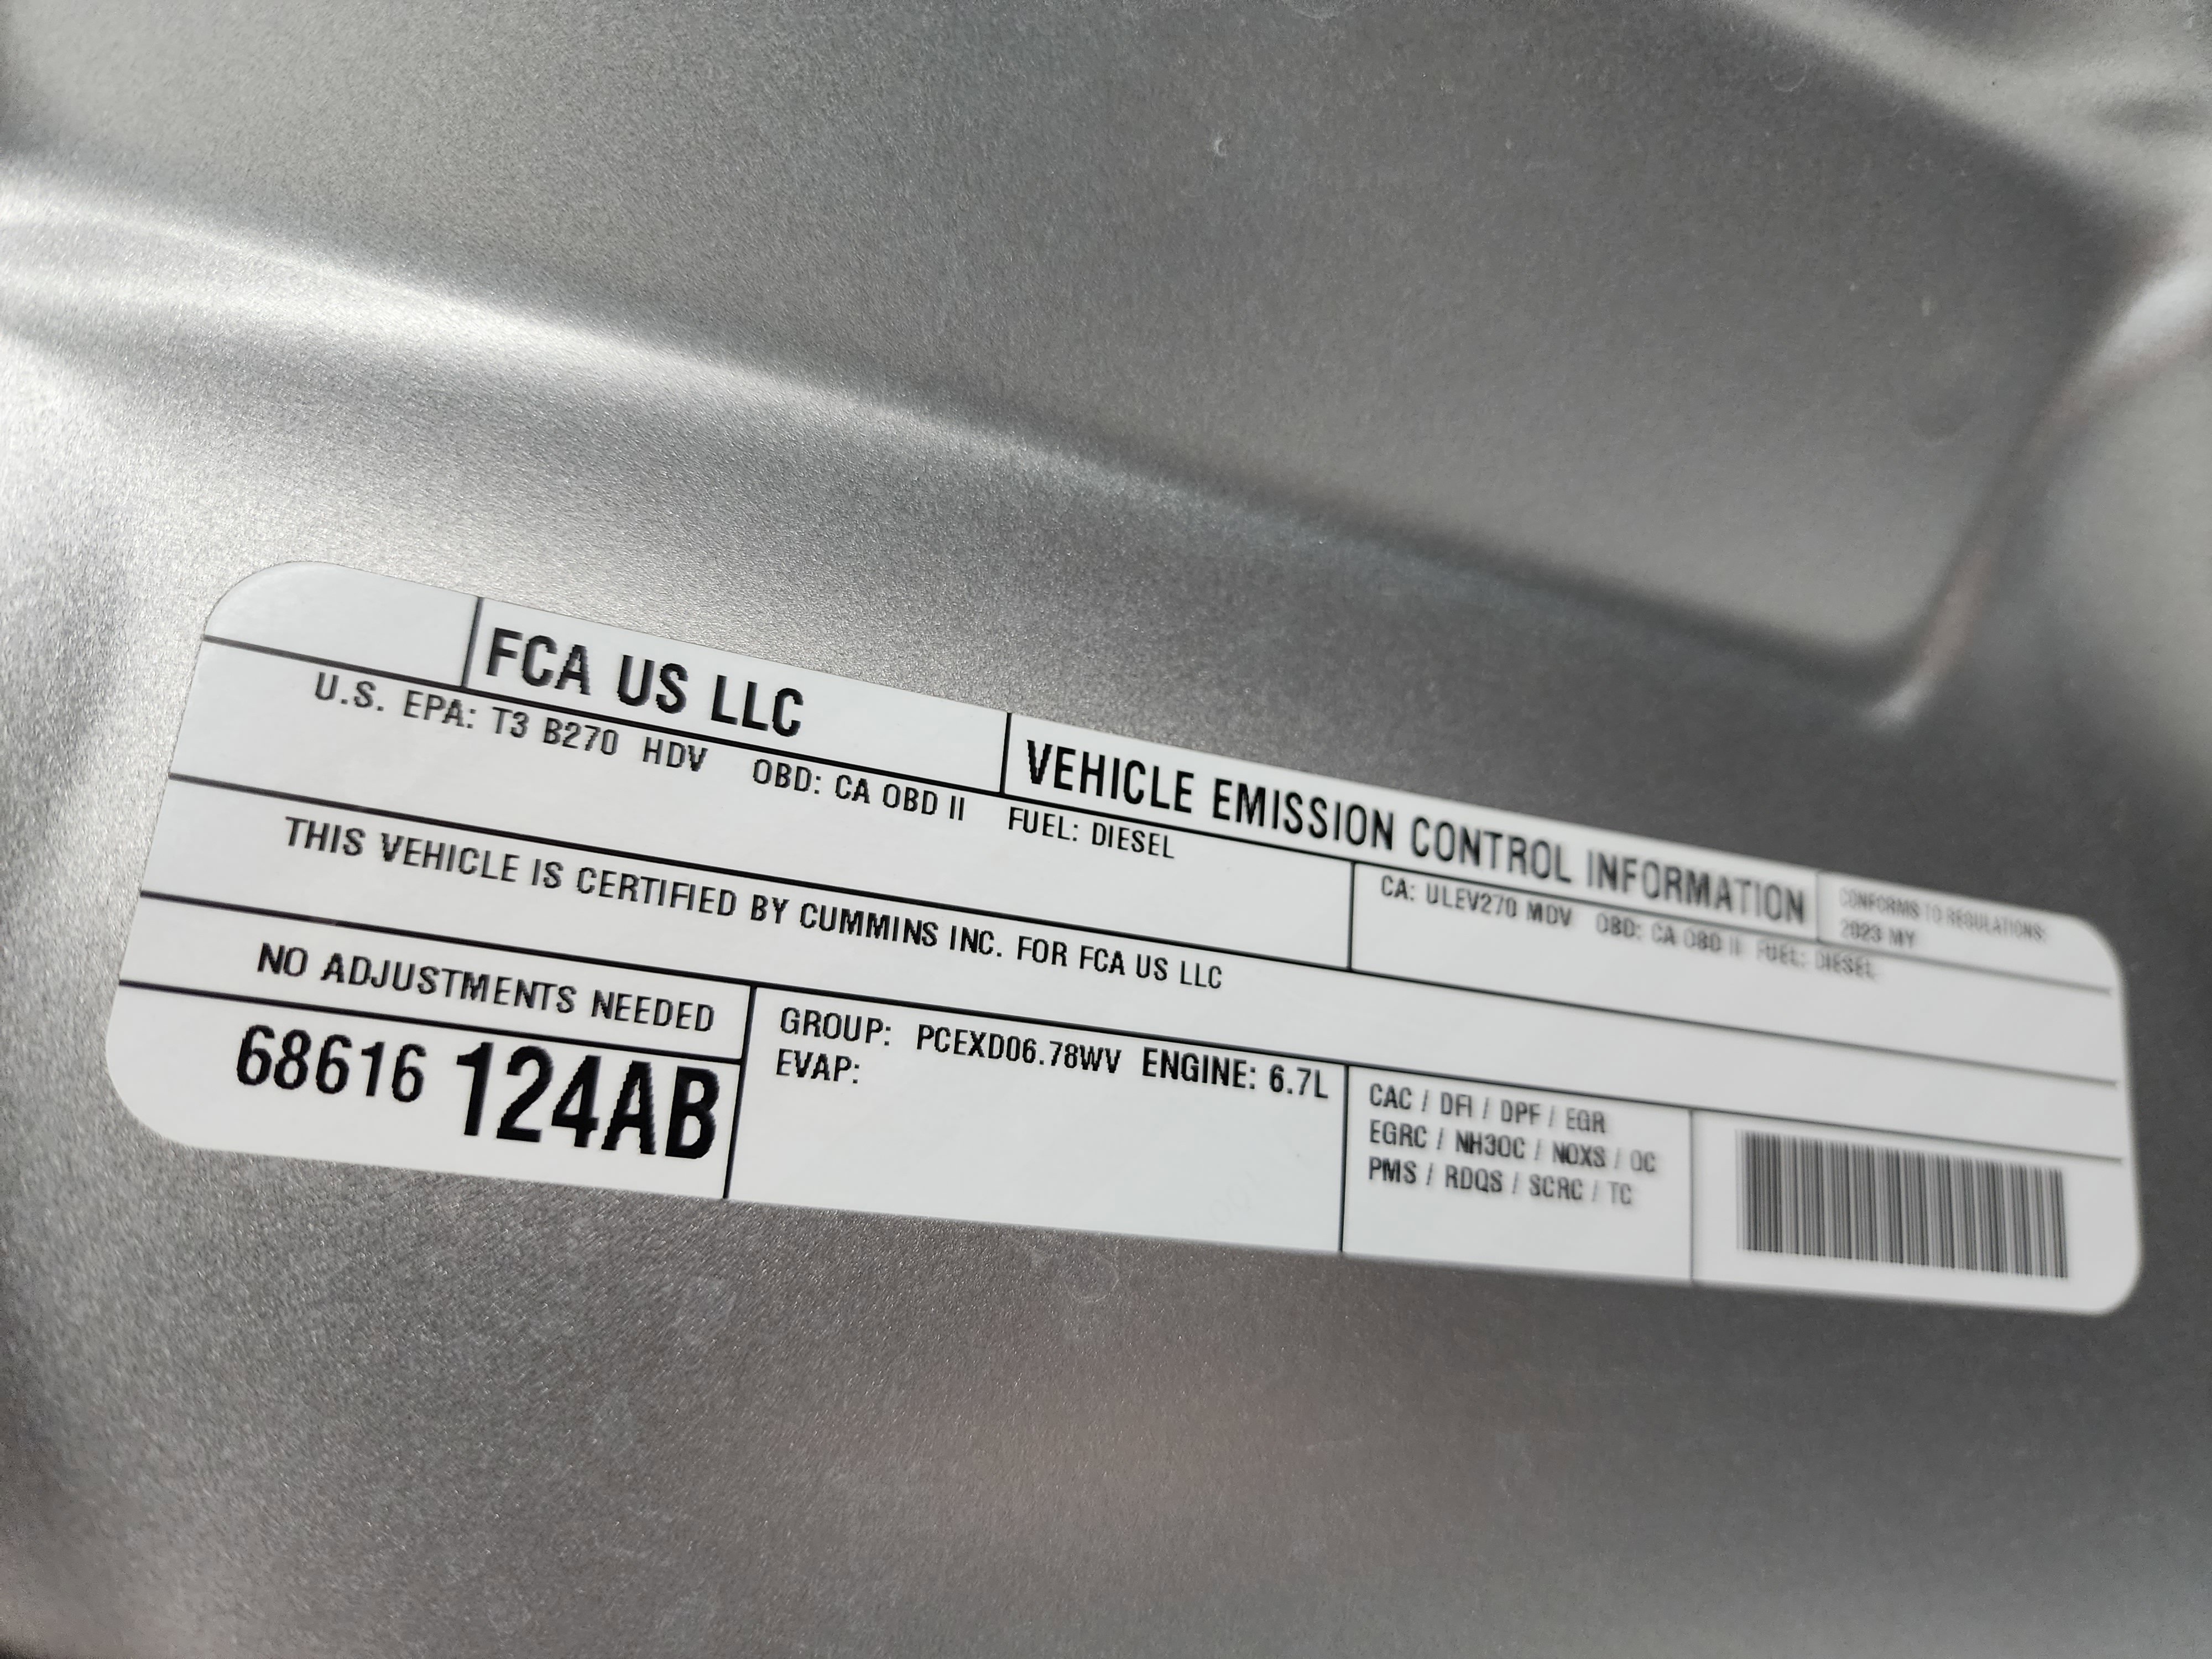 FCA US LLC
VEHICLE EMISSION CONTROL INFORMATION
CONFORMS TO REGULATIONS:
2023 MY
U.S. EPA: T3 B270 HDV OBD: CA OBD II FUEL: DIESEL
CA: ULEV270 MDV OBD: CA OBD II FUEL: DIESEL
THIS VEHICLE IS CERTIFIED BY CUMMINS INC. FOR FCA US LLC
NO ADJUSTMENTS NEEDED
68616 124AB
GROUP: PCEXD06.78WV ENGINE: 6.7L
EVAP:
CAC / DFI / DPF / EGR
EGRC / NH3OC / NOXS / OC
PMS / RDQS / SCRC / TC